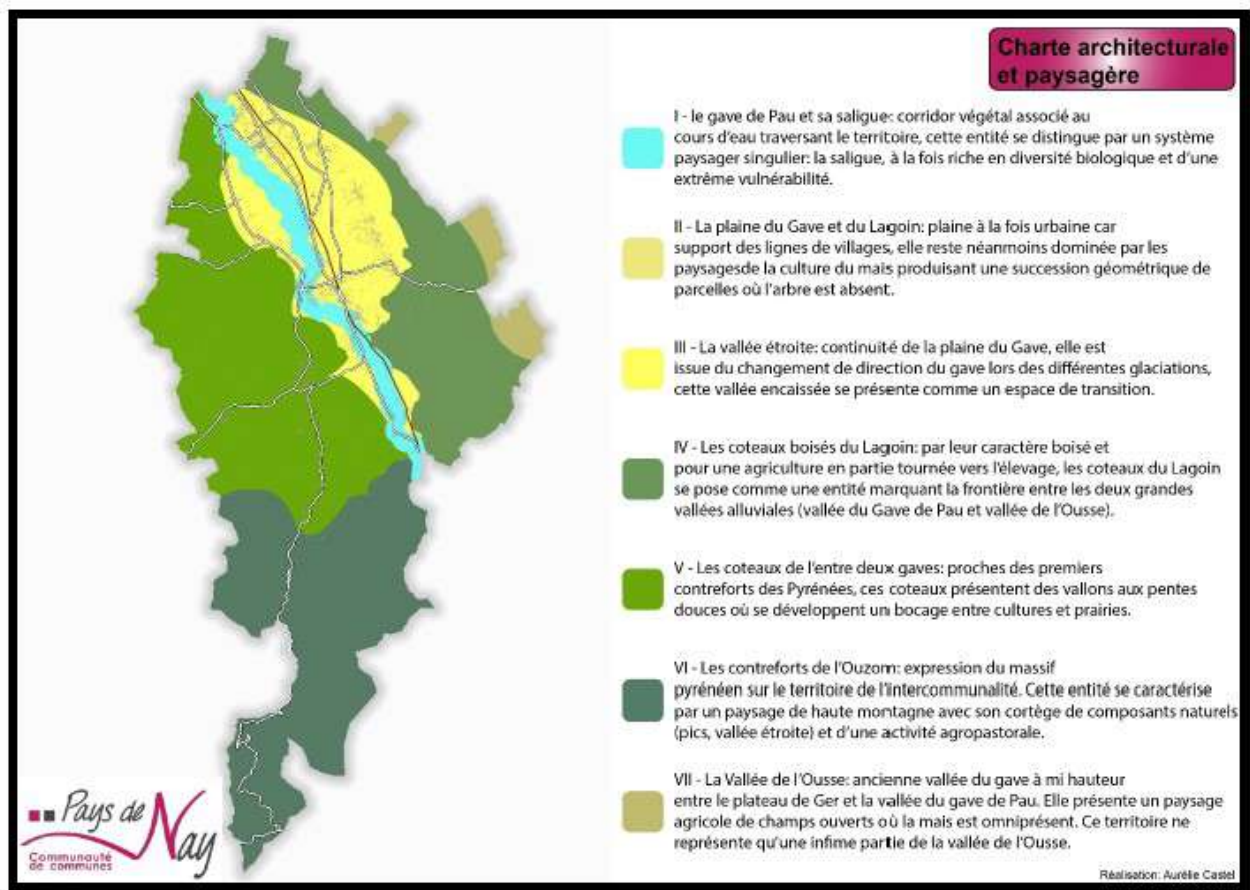 Charte architecturale
et paysagère
I - le gave de Pau et sa saligue: corridor végétal associé au
cours d'eau traversant le territoire, cette entité se distingue par un système
paysager singulier: la saligue, à la fois riche en diversité biologique et d'une
extrême vulnérabilité.
II - La plaine du Gave et du Lagoin: plaine à la fois urbaine car
support des lignes de villages, elle reste néanmoins dominée par les
paysagesde la culture du mais produisant une succession géométrique de
parcelles où l'arbre est absent.
III - La vallée étroite: continuité de la plaine du Gave, elle est
issue du changement de direction du gave lors des différentes glaciations,
cette vallée encaissée se présente comme un espace de transition.
IV - Les coteaux boisés du Lagoin: par leur caractère boisé et
pour une agriculture en partie tournée vers l'élevage, les coteaux du Lagoin
se pose comme une entité marquant la frontière entre les deux grandes
vallées alluviales (vallée du Gave de Pau et vallée de l'Ousse).
V - Les coteaux de l'entre deux gaves: proches des premiers
contreforts des Pyrénées, ces coteaux présentent des vallons aux pentes
douces où se développent un bocage entre cultures et prairies.
VI - Les contreforts de l'Ouzom: expression du massif
pyrénéen sur le territoire de l'intercommunalité. Cette entité se caractérise
par un paysage de haute montagne avec son cortège de composants naturels
(pics, vallée étroite) et d'une activité agropastorale.
VII - La Vallée de l'Ousse: ancienne vallée du gave à mi hauteur
entre le plateau de Ger et la vallée du gave de Pau. Elle présente un paysage
agricole de champs ouverts où la mais est omniprésent. Ce territoire ne
représente qu'une infime partie de la vallée de l'Ousse.
Pays de
Nay
Communauté
de communes
Réalisation: Aurélie Castel